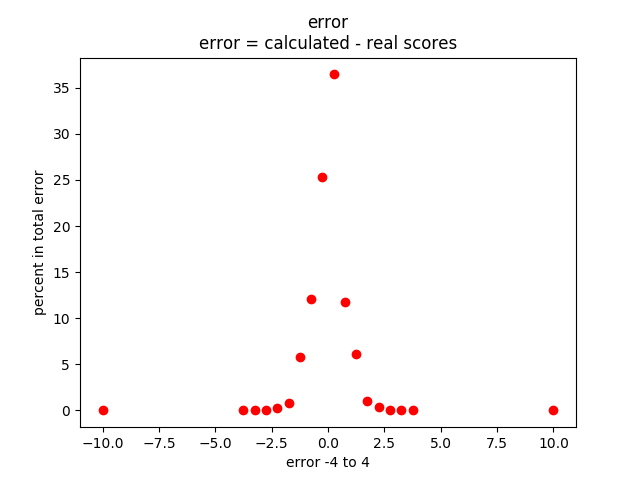 error
error = calculated - real scores
35
30
25
20
15
10
5
0
percent in total error
−10.0 −7.5 −5.0 −2.5 0.0 2.5 5.0 7.5 10.0
error -4 to 4